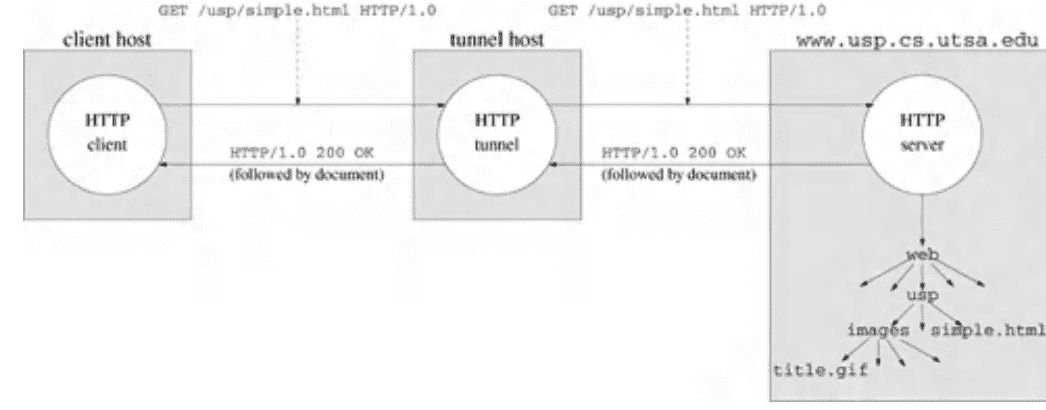 GET /usp/simple.html HTTP/1.0
GET /usp/simple.html HTTP/1.0
client host
tunnel host
www.usp.cs.utsa.edu
HTTP
client
HTTP
tunnel
HTTP
server
HTTP/1.0 200 OK
(followed by document)
HTTP/1.0 200 OK
(followed by document)
web
usp
images
simple.html
title.gif